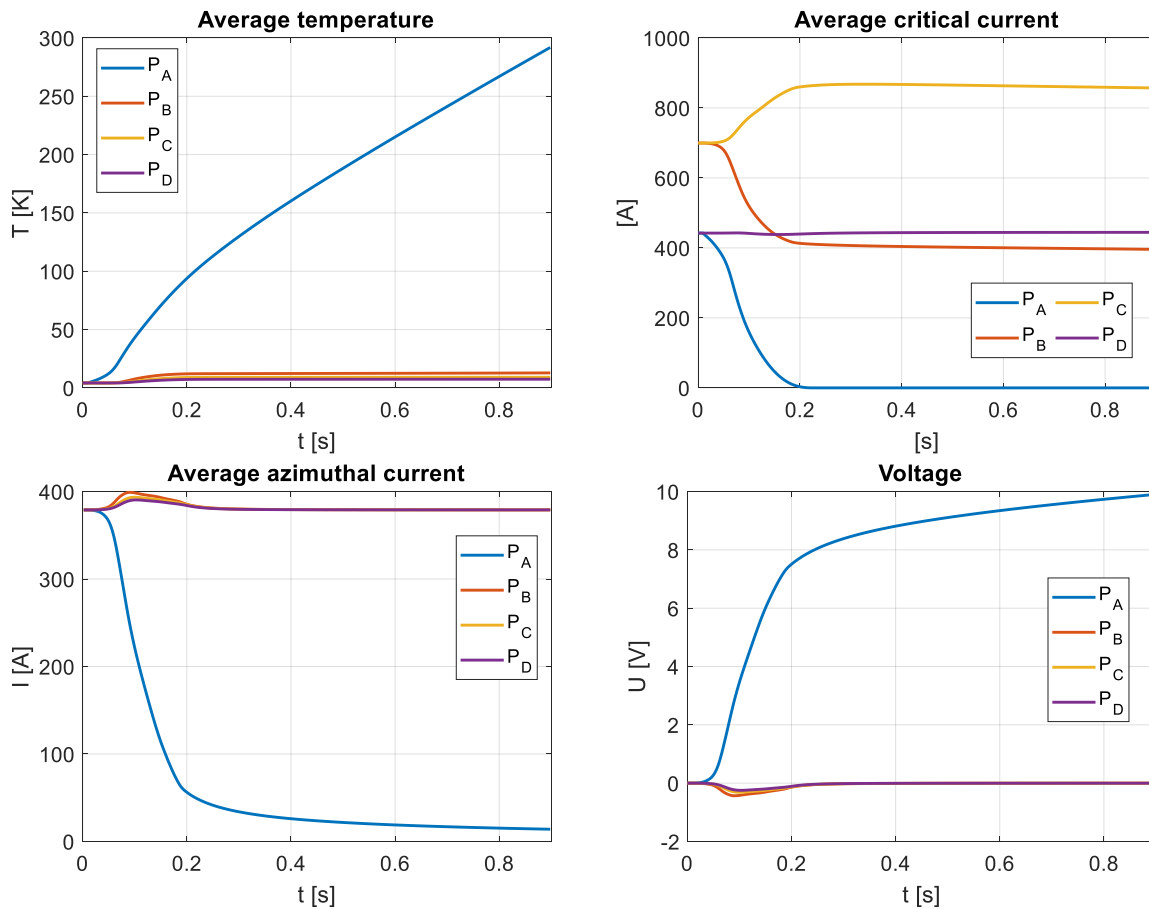 Average temperature
300
250
200
150
100
50
0
T [K]
P_A
P_B
P_C
P_D
0 0.2 0.4 0.6 0.8
t [s]
Average critical current
1000
800
600
400
200
0
[A]
P_A P_C
P_B P_D
0 0.2 0.4 0.6 0.8
[s]
Average azimuthal current
400
300
200
100
0
I [A]
P_A
P_B
P_C
P_D
0 0.2 0.4 0.6 0.8
t [s]
Voltage
10
8
6
4
2
0
-2
U [V]
P_A
P_B
P_C
P_D
0 0.2 0.4 0.6 0.8
t [s]